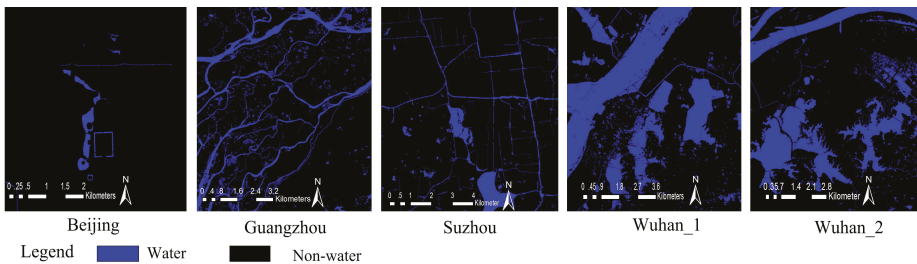 N
0 .25 .5 1 1.5 2
Kilometers
N
0 .4 .8 1.6 2.4 3.2
Kilometers
N
0 .5 1 2 3 4
Kilometer
N
0 .45 .9 1.8 2.7 3.6
Kilometers
N
0.35.7 1.4 2.1 2.8
Kilometers
Beijing Guangzhou Suzhou Wuhan_1 Wuhan_2
Legend Water Non-water